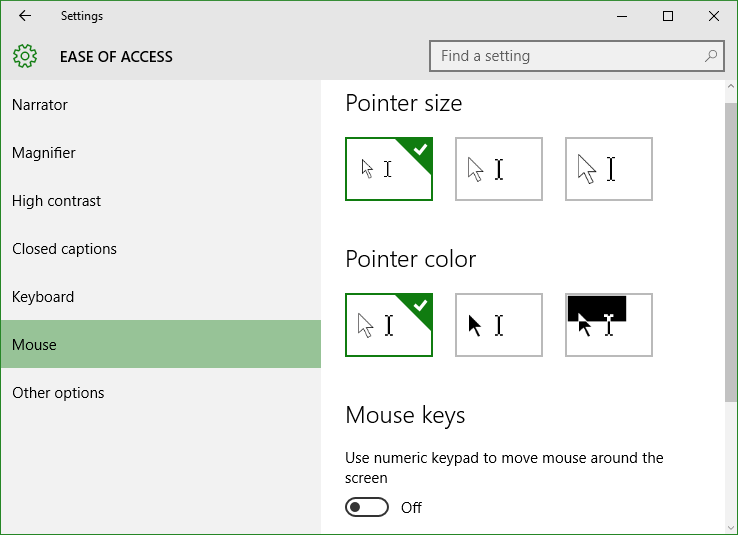 Settings
EASE OF ACCESS
Find a setting
Narrator
Magnifier
High contrast
Closed captions
Keyboard
Mouse
Other options
Pointer size
Pointer color
Mouse keys
Use numeric keypad to move mouse around the
screen
Off